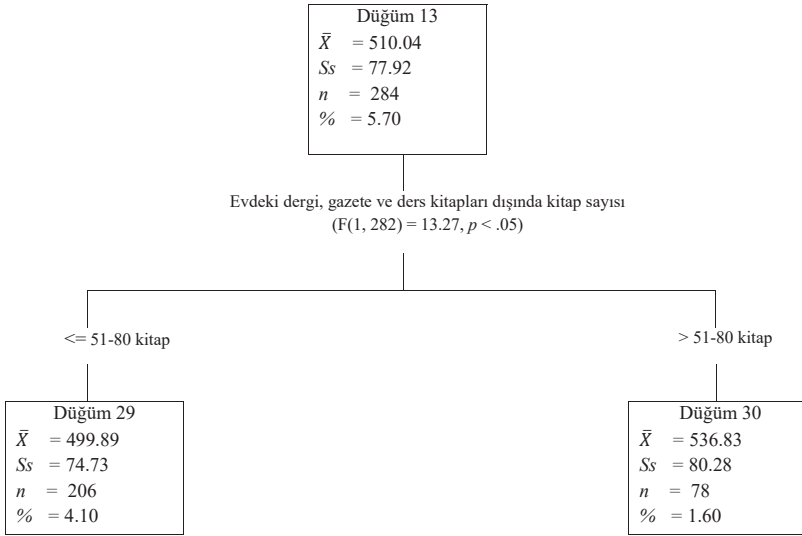 Düğüm 13
X̄ = 510.04
Ss = 77.92
n = 284
% = 5.70
Evdeki dergi, gazete ve ders kitapları dışında kitap sayısı
(F(1, 282) = 13.27, p < .05)
<= 51-80 kitap
> 51-80 kitap
Düğüm 29
X̄ = 499.89
Ss = 74.73
n = 206
% = 4.10
Düğüm 30
X̄ = 536.83
Ss = 80.28
n = 78
% = 1.60